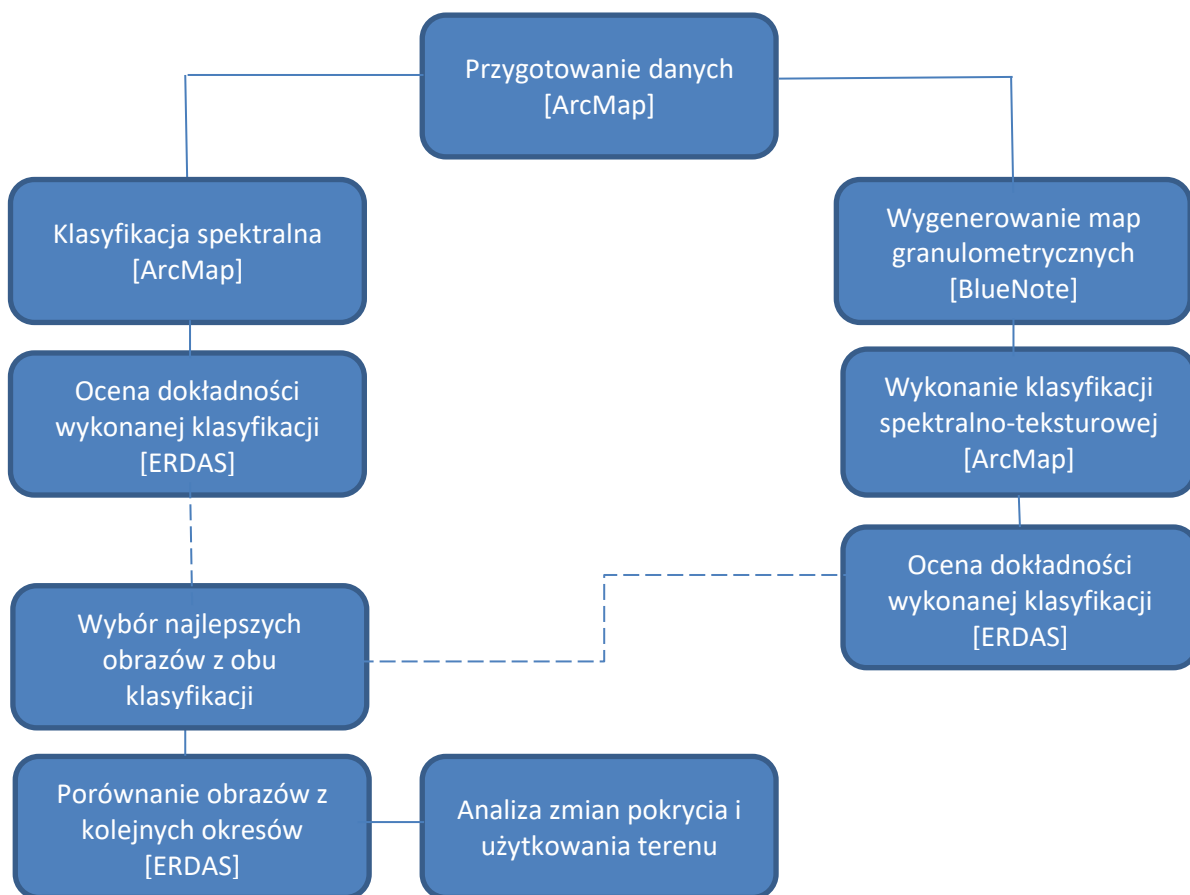 Przygotowanie danych
[ArcMap]
Klasyfikacja spektralna
[ArcMap]
Wygenerowanie map
granulometrycznych
[BlueNote]
Ocena dokładności
wykonanej klasyfikacji
[ERDAS]
Wykonanie klasyfikacji
spektralno-teksturowej
[ArcMap]
Ocena dokładności
wykonanej klasyfikacji
[ERDAS]
Wybór najlepszych
obrazów z obu
klasyfikacji
Porównanie obrazów z
kolejnych okresów
[ERDAS]
Analiza zmian pokrycia i
użytkowania terenu